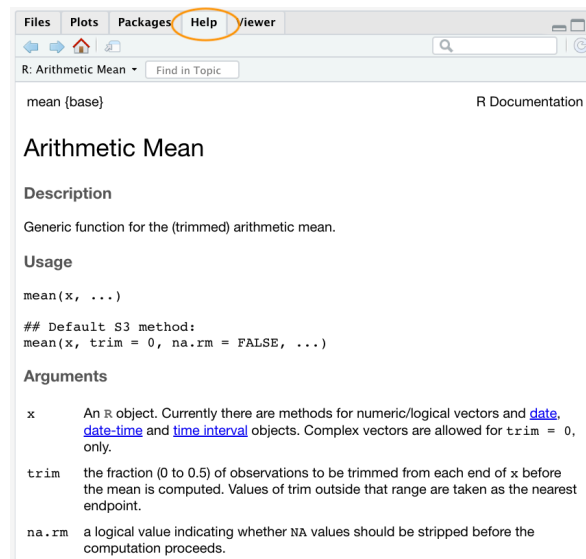 Files Plots Packages Help Viewer
R: Arithmetic Mean Find in Topic
mean {base} R Documentation
Arithmetic Mean
Description
Generic function for the (trimmed) arithmetic mean.
Usage
mean(x, ...)
## Default S3 method:
mean(x, trim = 0, na.rm = FALSE, ...)
Arguments
x An R object. Currently there are methods for numeric/logical vectors and date,
date-time and time interval objects. Complex vectors are allowed for trim = 0,
only.
trim the fraction (0 to 0.5) of observations to be trimmed from each end of x before
the mean is computed. Values of trim outside that range are taken as the nearest
endpoint.
na.rm a logical value indicating whether NA values should be stripped before the
computation proceeds.